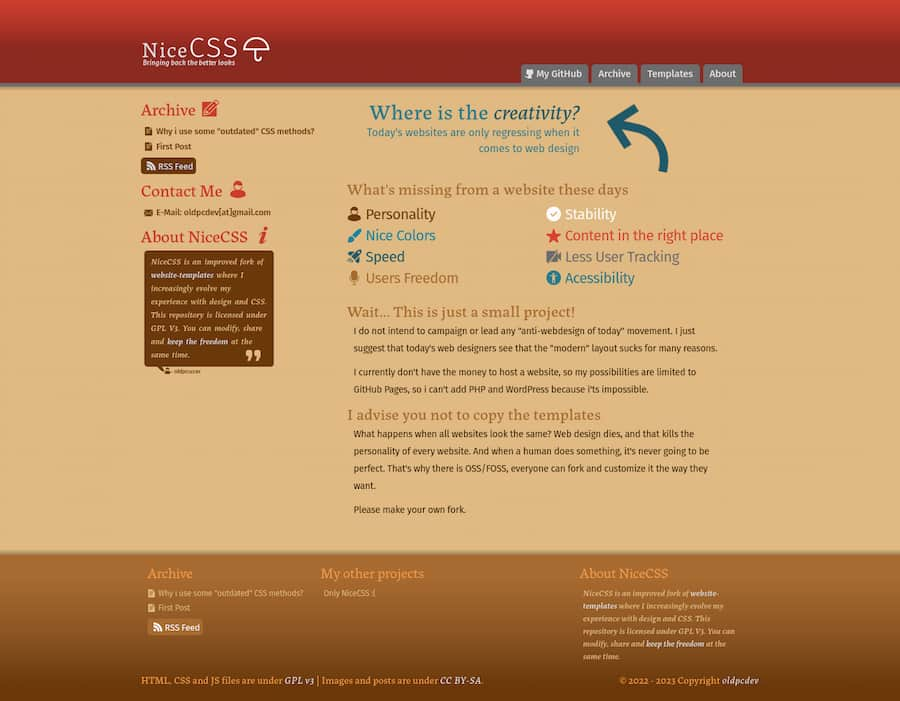 NiceCSS
Bringing back the better looks
My GitHub
Archive
Templates
About
Archive
Why i use some "outdated" CSS methods?
First Post
RSS Feed
Contact Me
E-Mail: oldpcdev[at]gmail.com
About NiceCSS
NiceCSS is an improved fork of
website-templates where I
increasingly evolve my
experience with design and CSS.
This repository is licensed under
GPL V3. You can modify, share
and keep the freedom at the
same time.
- oldpcuser
Where is the creativity?
Today's websites are only regressing when it
comes to web design
What's missing from a website these days
Personality
Nice Colors
Speed
Users Freedom
Stability
Content in the right place
Less User Tracking
Acessibility
Wait... This is just a small project!
I do not intend to campaign or lead any "anti-webdesign of today" movement. I just
suggest that today's web designers see that the "modern" layout sucks for many reasons.
I currently don't have the money to host a website, so my possibilities are limited to
GitHub Pages, so i can't add PHP and WordPress because i'ts impossible.
I advise you not to copy the templates
What happens when all websites look the same? Web design dies, and that kills the
personality of every website. And when a human does something, it's never going to be
perfect. That's why there is OSS/FOSS, everyone can fork and customize it the way they
want.
Please make your own fork.
Archive
Why i use some "outdated" CSS methods?
First Post
RSS Feed
My other projects
Only NiceCSS :(
About NiceCSS
NiceCSS is an improved fork of website-
templates where I increasingly evolve my
experience with design and CSS. This
repository is licensed under GPL V3. You can
modify, share and keep the freedom at the
same time.
HTML, CSS and JS files are under GPL v3 | Images and posts are under CC BY-SA.
© 2022 - 2023 Copyright oldpcdev